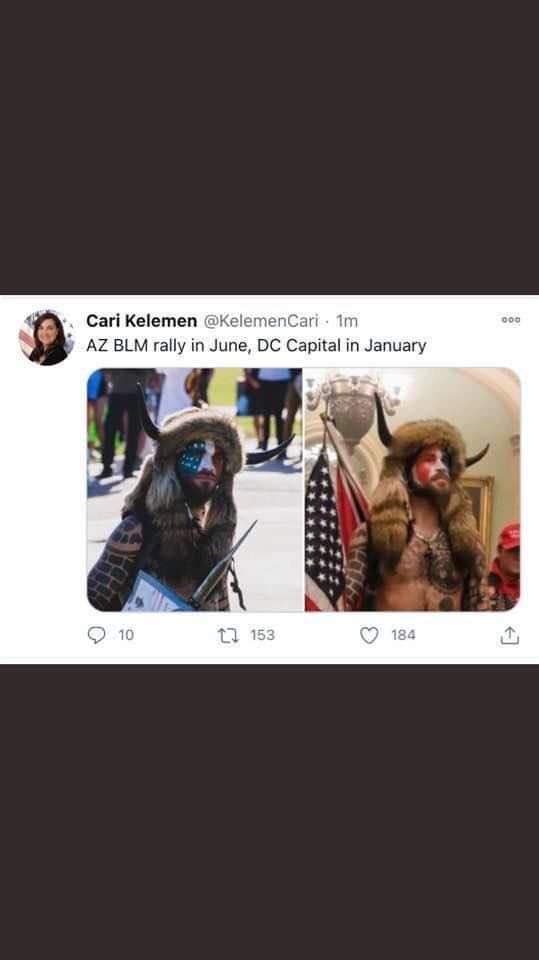 Cari Kelemen @KelemenCari · 1m
AZ BLM rally in June, DC Capital in January
10 153 184